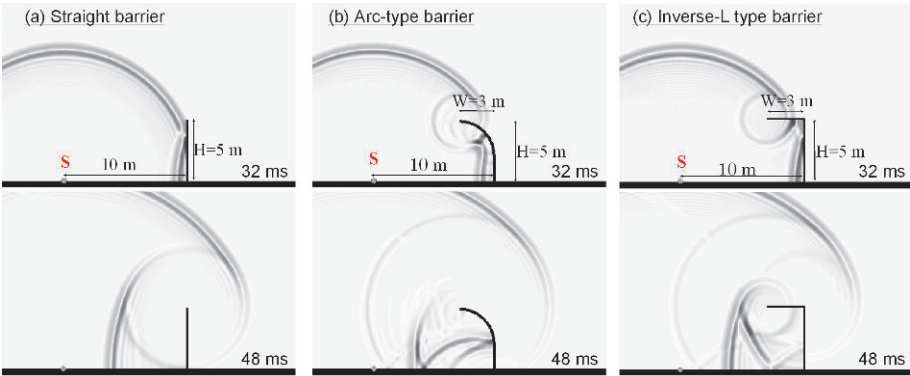 (a) Straight barrier
S
10 m
H=5 m
32 ms
48 ms
(b) Arc-type barrier
W=3 m
S
10 m
H=5 m
32 ms
48 ms
(c) Inverse-L type barrier
W=3 m
S
10 m
H=5 m
32 ms
48 ms